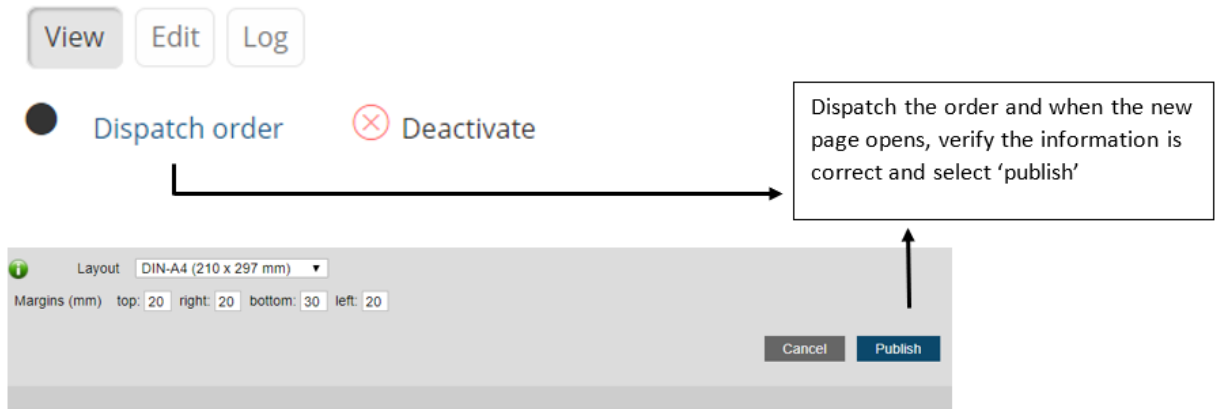 View Edit Log
Dispatch order Deactivate
Dispatch the order and when the new
page opens, verify the information is
correct and select ‘publish’
Layout DIN-A4 (210 x 297 mm)
Margins (mm) top: 20 right: 20 bottom: 30 left: 20
Cancel Publish